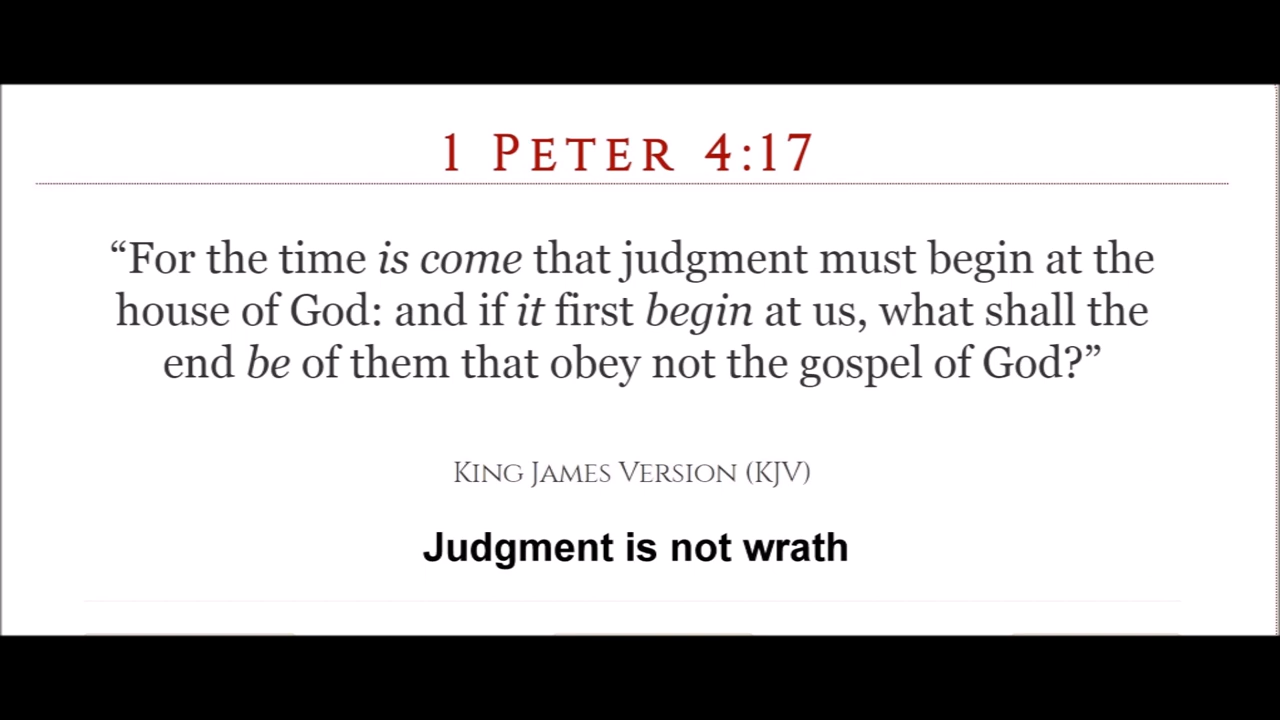 1 PETER 4:17
“For the time is come that judgment must begin at the
house of God: and if it first begin at us, what shall the
end be of them that obey not the gospel of God?”
KING JAMES VERSION (KJV)
Judgment is not wrath